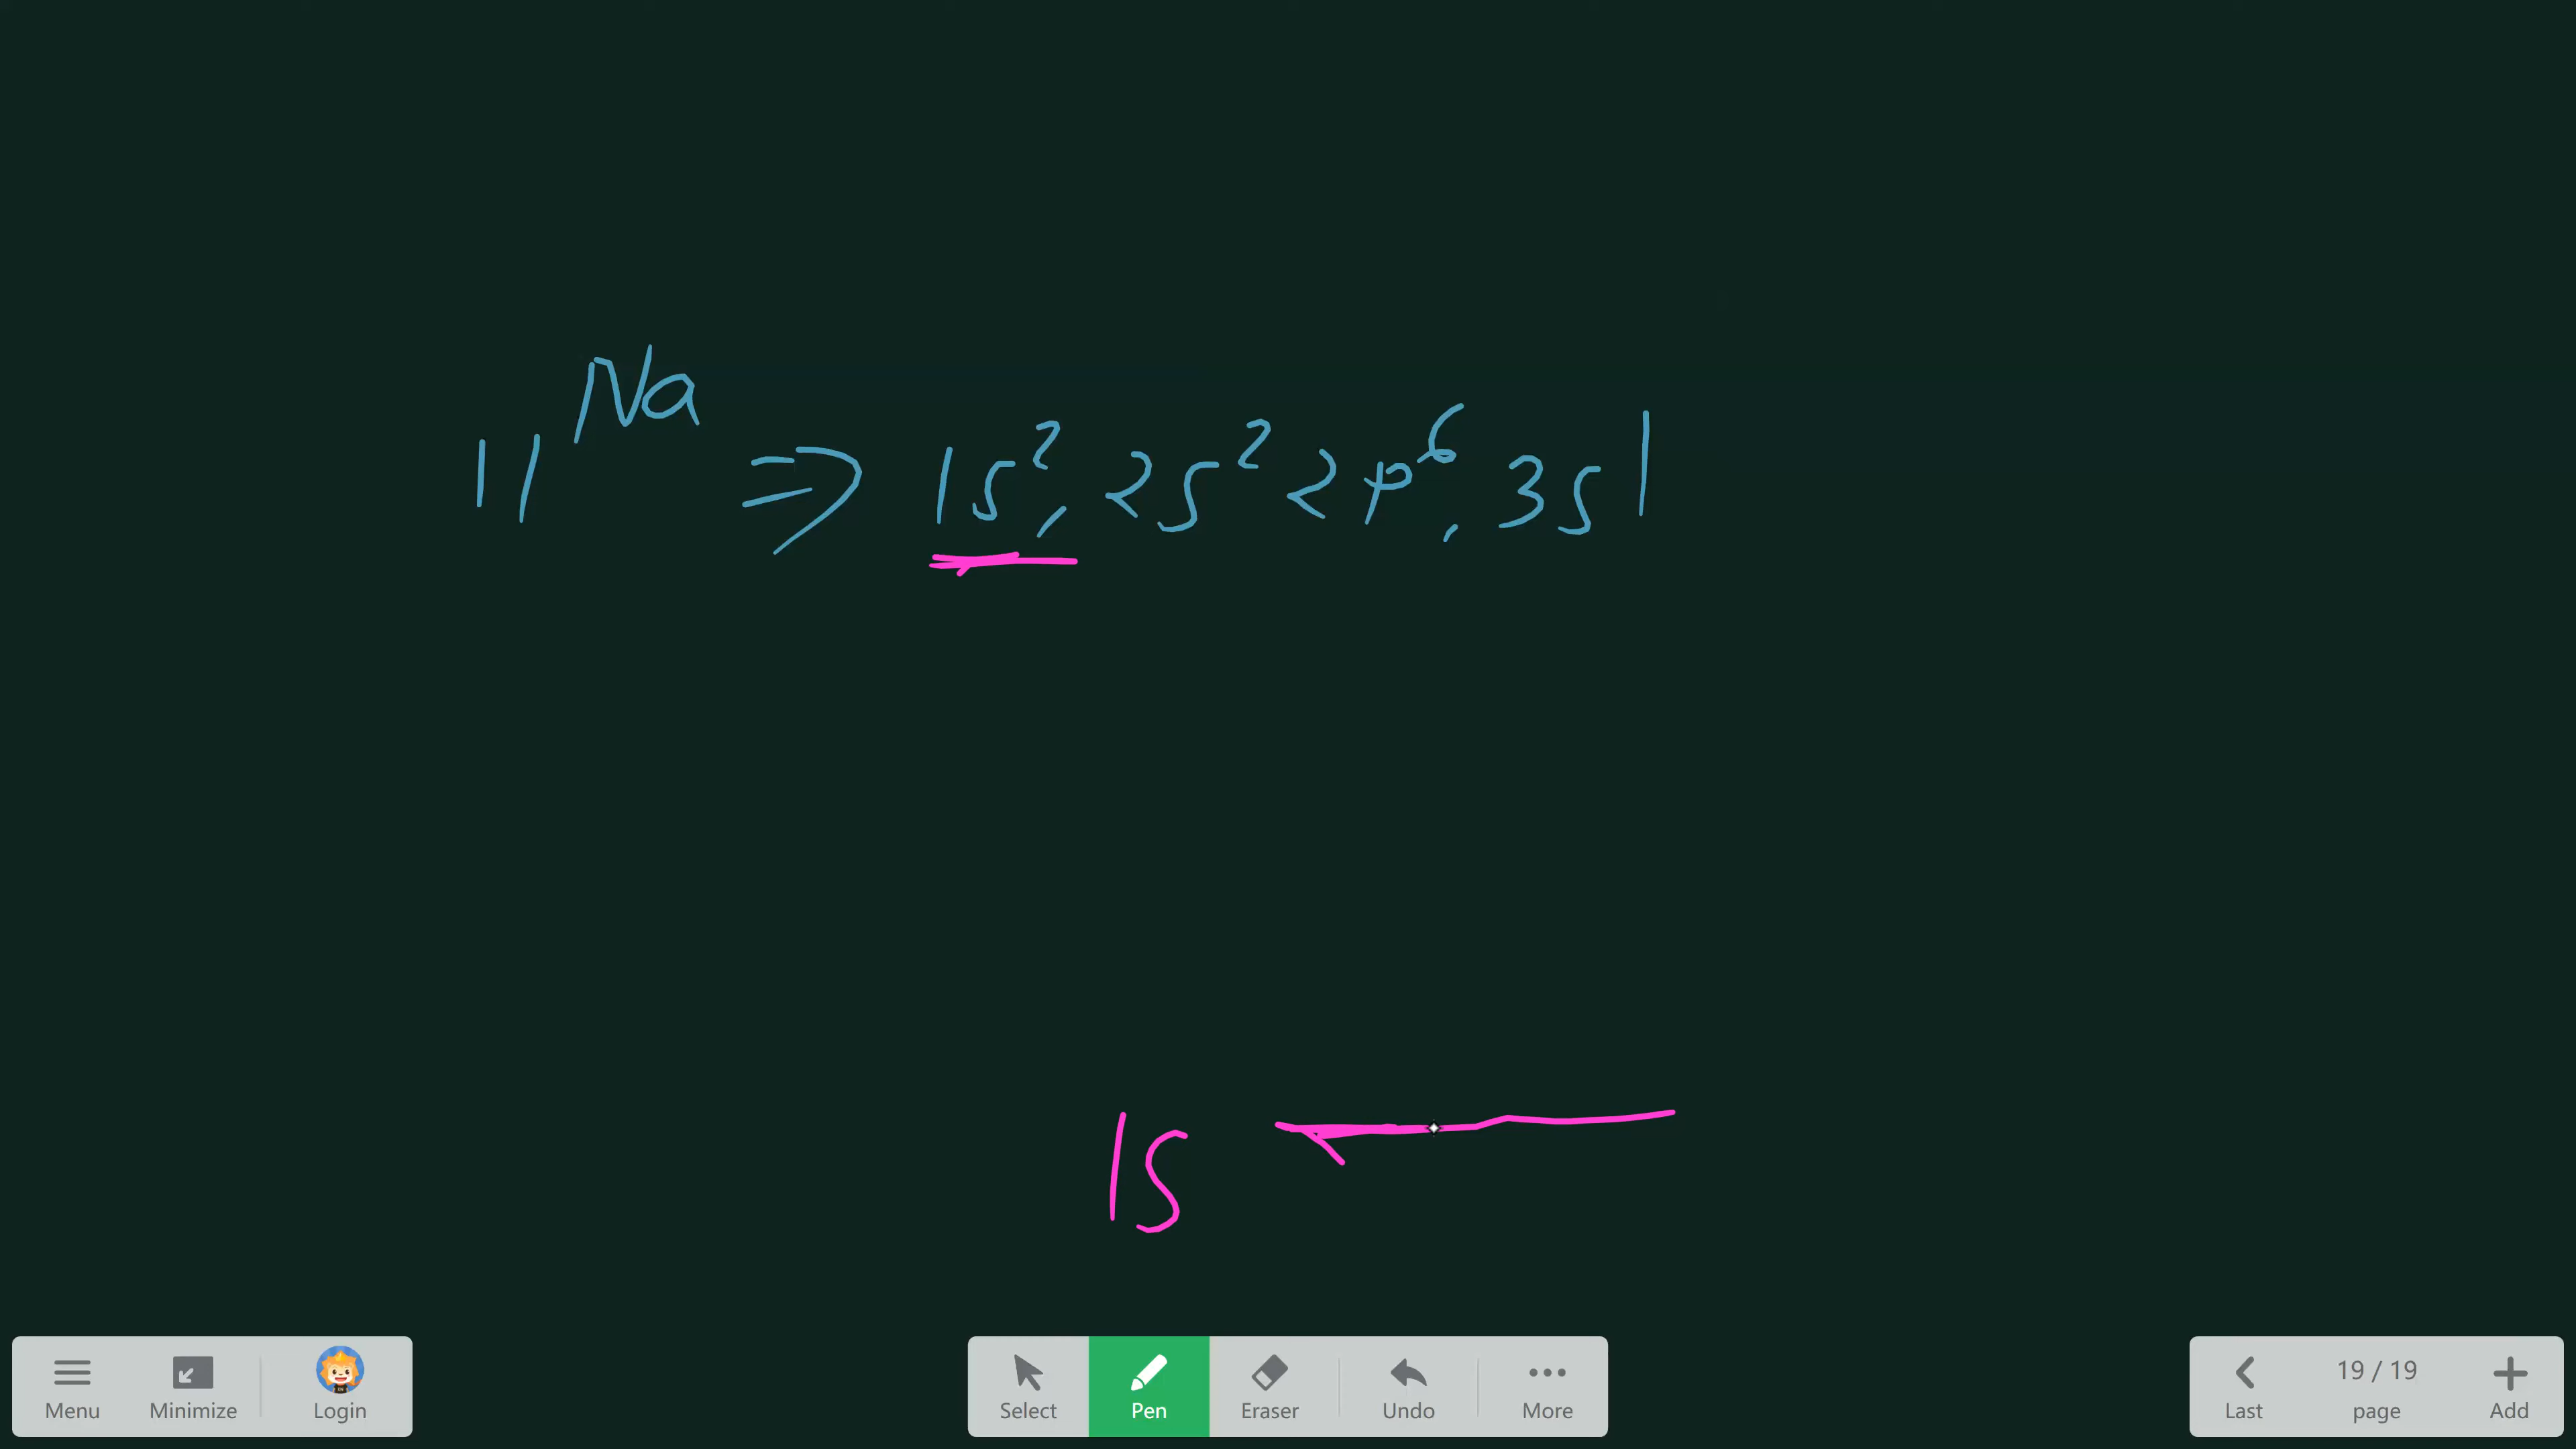 11 Na ⇒ 1s², 2s² 2p⁶, 3s1
1s
Menu Minimize Login Select Pen Eraser Undo More Last 19 / 19 page Add